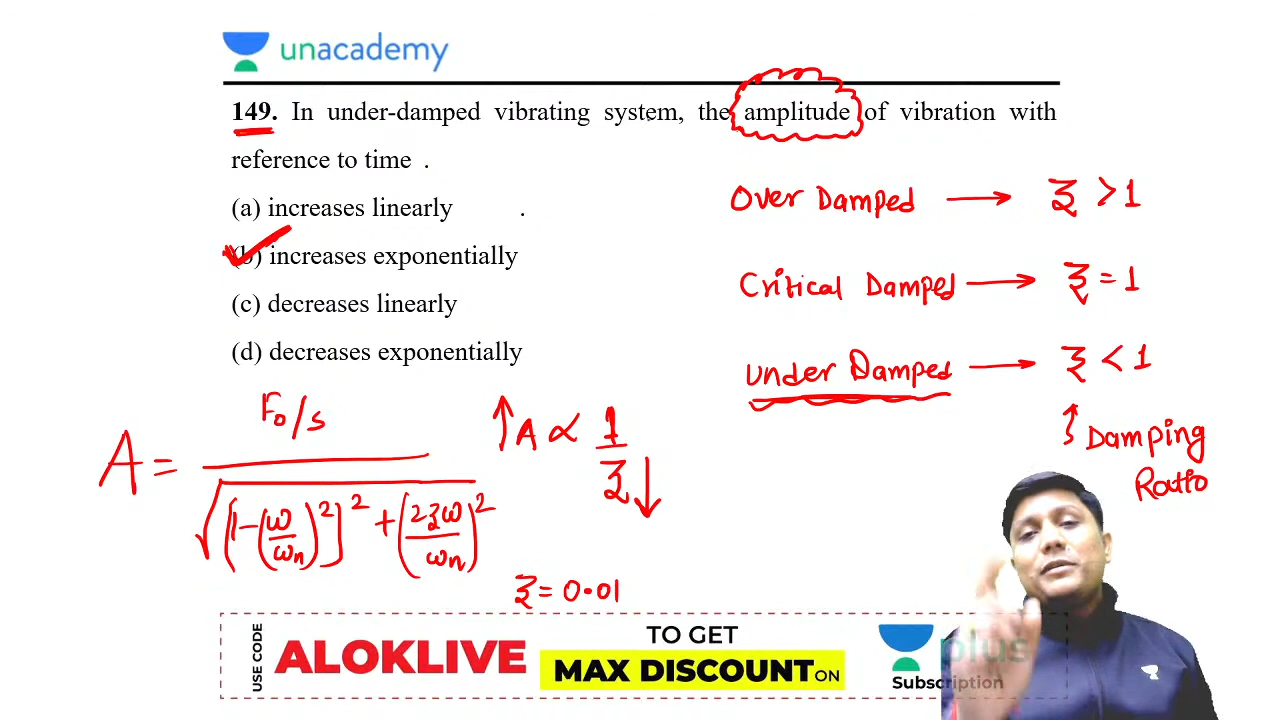 unacademy
149. In under-damped vibrating system, the amplitude of vibration with
reference to time .
(a) increases linearly .
(b) increases exponentially
(c) decreases linearly
(d) decreases exponentially
Over Damped → ξ > 1
Critical Damped → ξ = 1
Under Damped → ξ < 1
Damping
Ratio
A = F₀/s / √([1-(ω/ωn)²]² + (2ξω/ωn)²)
↑A ∝ 1/ξ↓
ξ = 0.01
USE CODE
ALOKLIVE
TO GET
MAX DISCOUNT ON
plus
Subscription